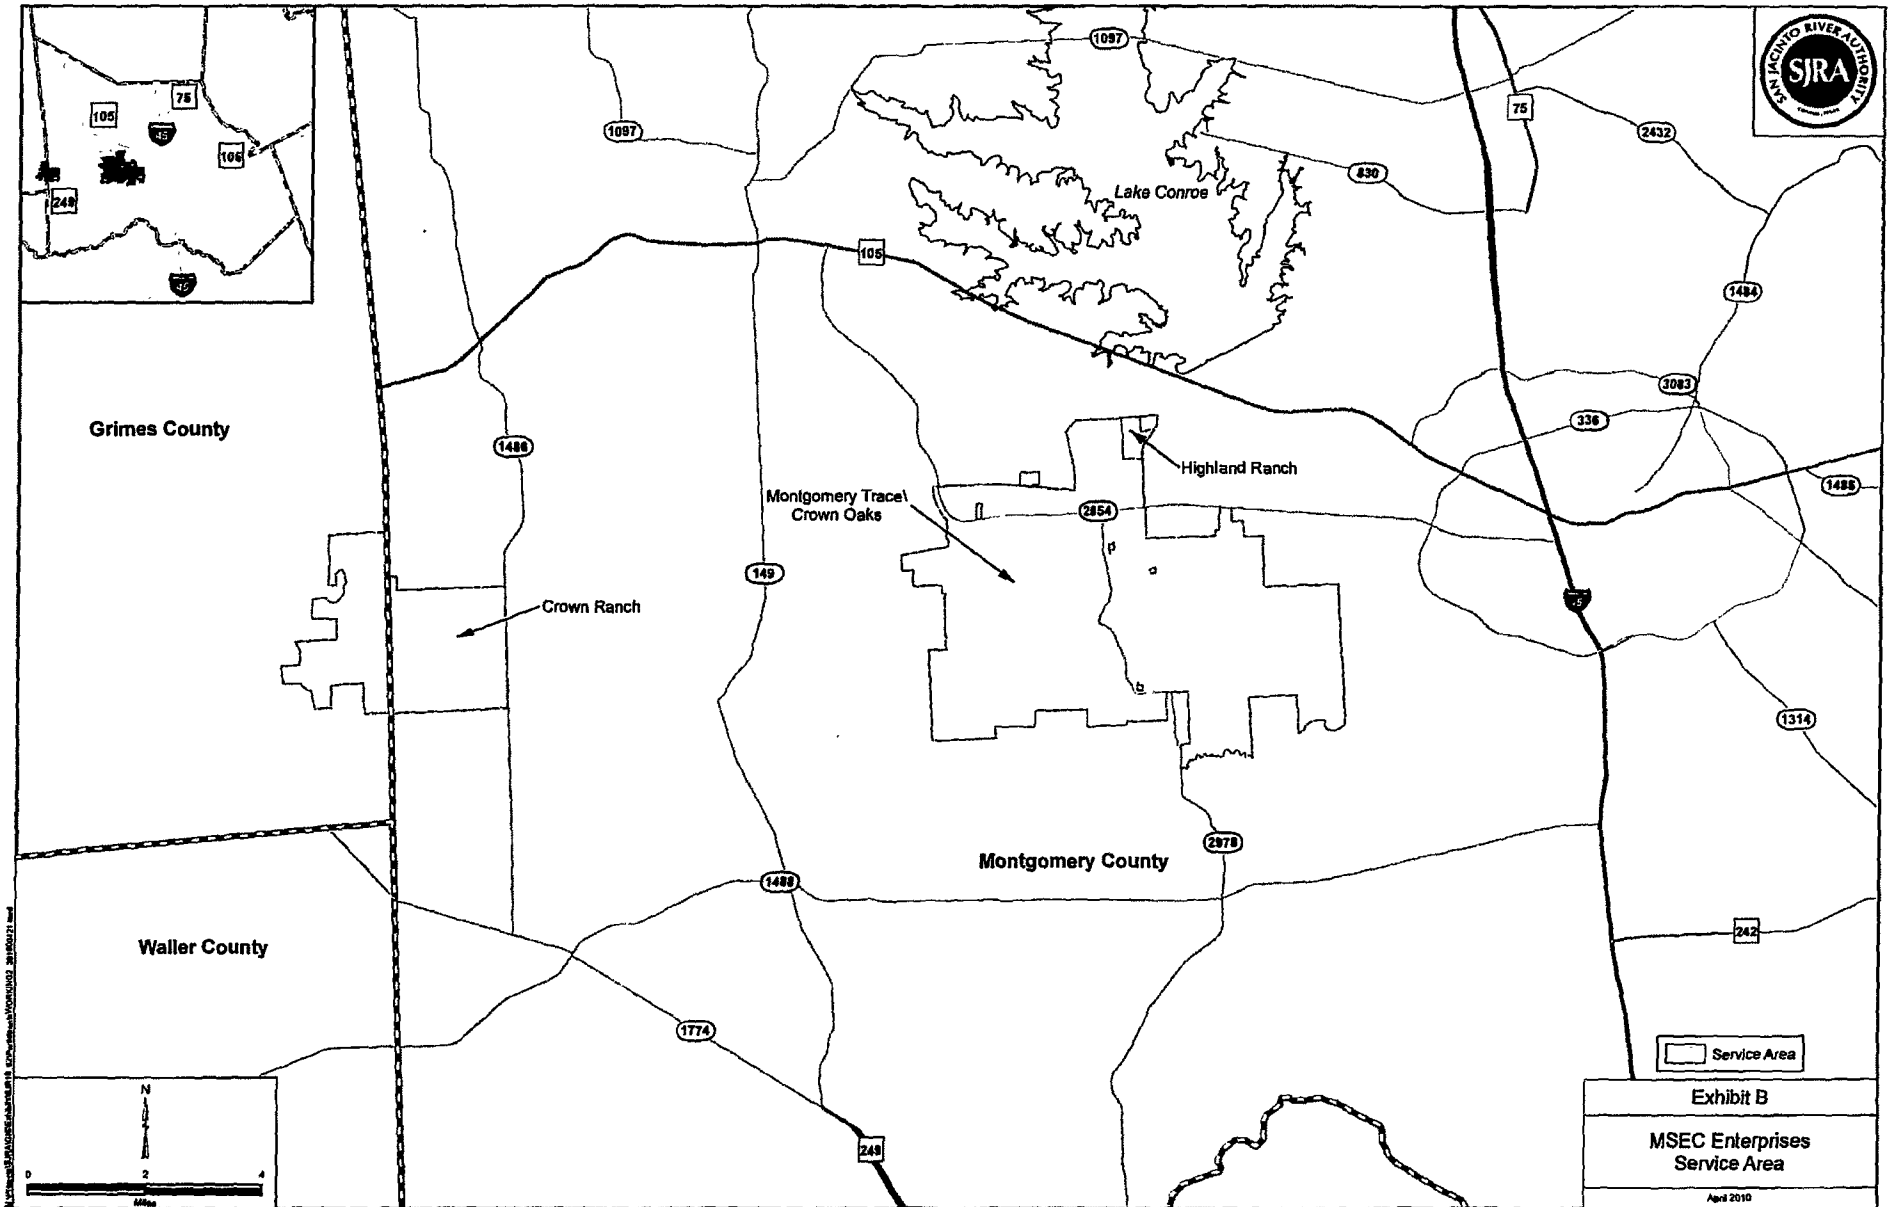 105
75
45
105
249
45
1097
1097
SAN JACINTO RIVER AUTHORITY
SJRA
75
2432
830
Lake Conroe
105
1484
3083
336
Grimes County
1486
Highland Ranch
1485
Montgomery Trace\
Crown Oaks
2854
149
45
Crown Ranch
1314
2978
Montgomery County
1488
Waller County
242
1774
Service Area
N
Exhibit B
MSEC Enterprises
Service Area
249
0 2 4
Miles
April 2010